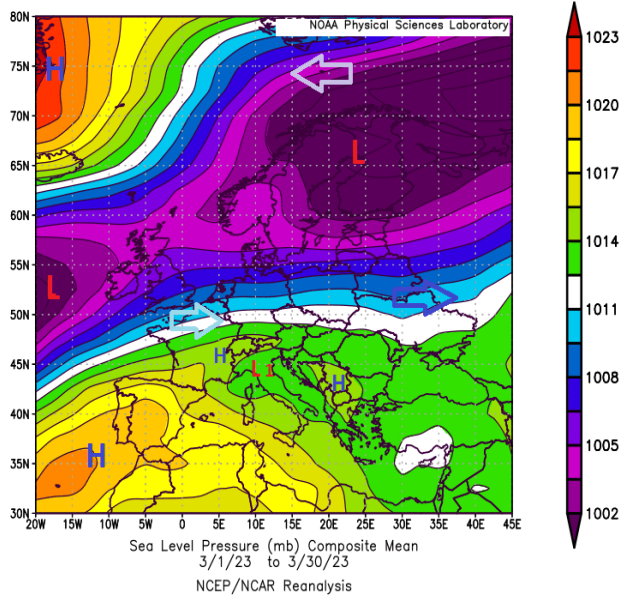 NOAA Physical Sciences Laboratory
80N
75N
70N
65N
60N
55N
50N
45N
40N
35N
30N
20W 15W 10W 5W 0 5E 10E 15E 20E 25E 30E 35E 40E 45E
H
L
L
H
L 1
H
H
1023
1020
1017
1014
1011
1008
1005
1002
Sea Level Pressure (mb) Composite Mean
3/1/23 to 3/30/23
NCEP/NCAR Reanalysis